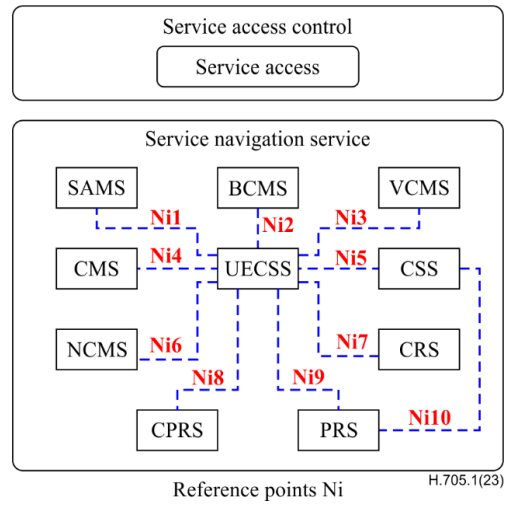 Service access control
Service access
Service navigation service
SAMS
BCMS
VCMS
Ni1
Ni2
Ni3
CMS
Ni4
UECSS
Ni5
CSS
NCMS
Ni6
Ni7
CRS
Ni8
Ni9
CPRS
PRS
Ni10
Reference points Ni
H.705.1(23)